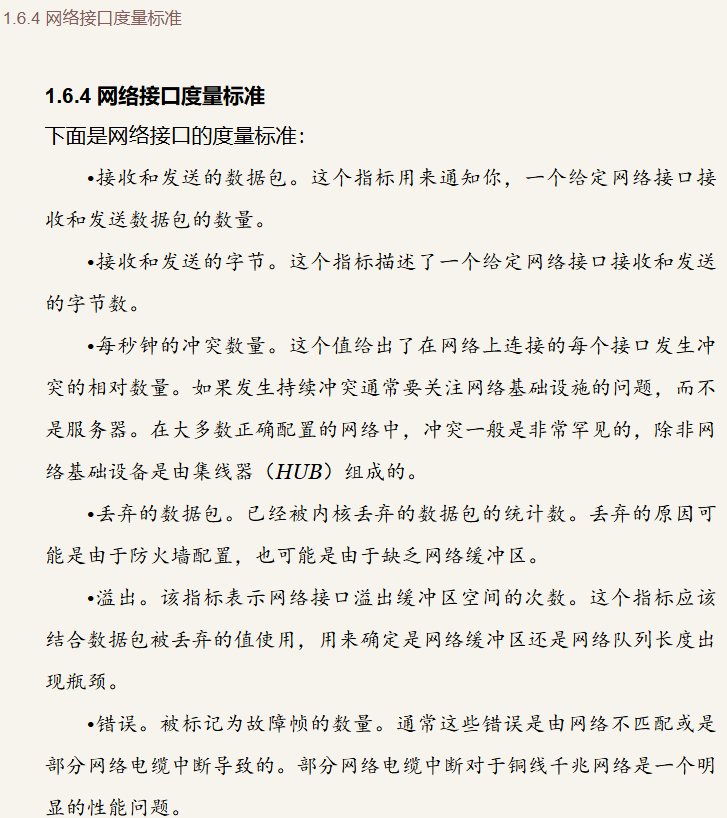 1.6.4 网络接口度量标准
1.6.4 网络接口度量标准
下面是网络接口的度量标准：
•接收和发送的数据包。这个指标用来通知你，一个给定网络接口接
收和发送数据包的数量。
•接收和发送的字节。这个指标描述了一个给定网络接口接收和发送
的字节数。
•每秒钟的冲突数量。这个值给出了在网络上连接的每个接口发生冲
突的相对数量。如果发生持续冲突通常要关注网络基础设施的问题，而不
是服务器。在大多数正确配置的网络中，冲突一般是非常罕见的，除非网
络基础设备是由集线器（HUB）组成的。
•丢弃的数据包。已经被内核丢弃的数据包的统计数。丢弃的原因可
能是由于防火墙配置，也可能是由于缺乏网络缓冲区。
•溢出。该指标表示网络接口溢出缓冲区空间的次数。这个指标应该
结合数据包被丢弃的值使用，用来确定是网络缓冲区还是网络队列长度出
现瓶颈。
•错误。被标记为故障帧的数量。通常这些错误是由网络不匹配或是
部分网络电缆中断导致的。部分网络电缆中断对于铜线千兆网络是一个明
显的性能问题。